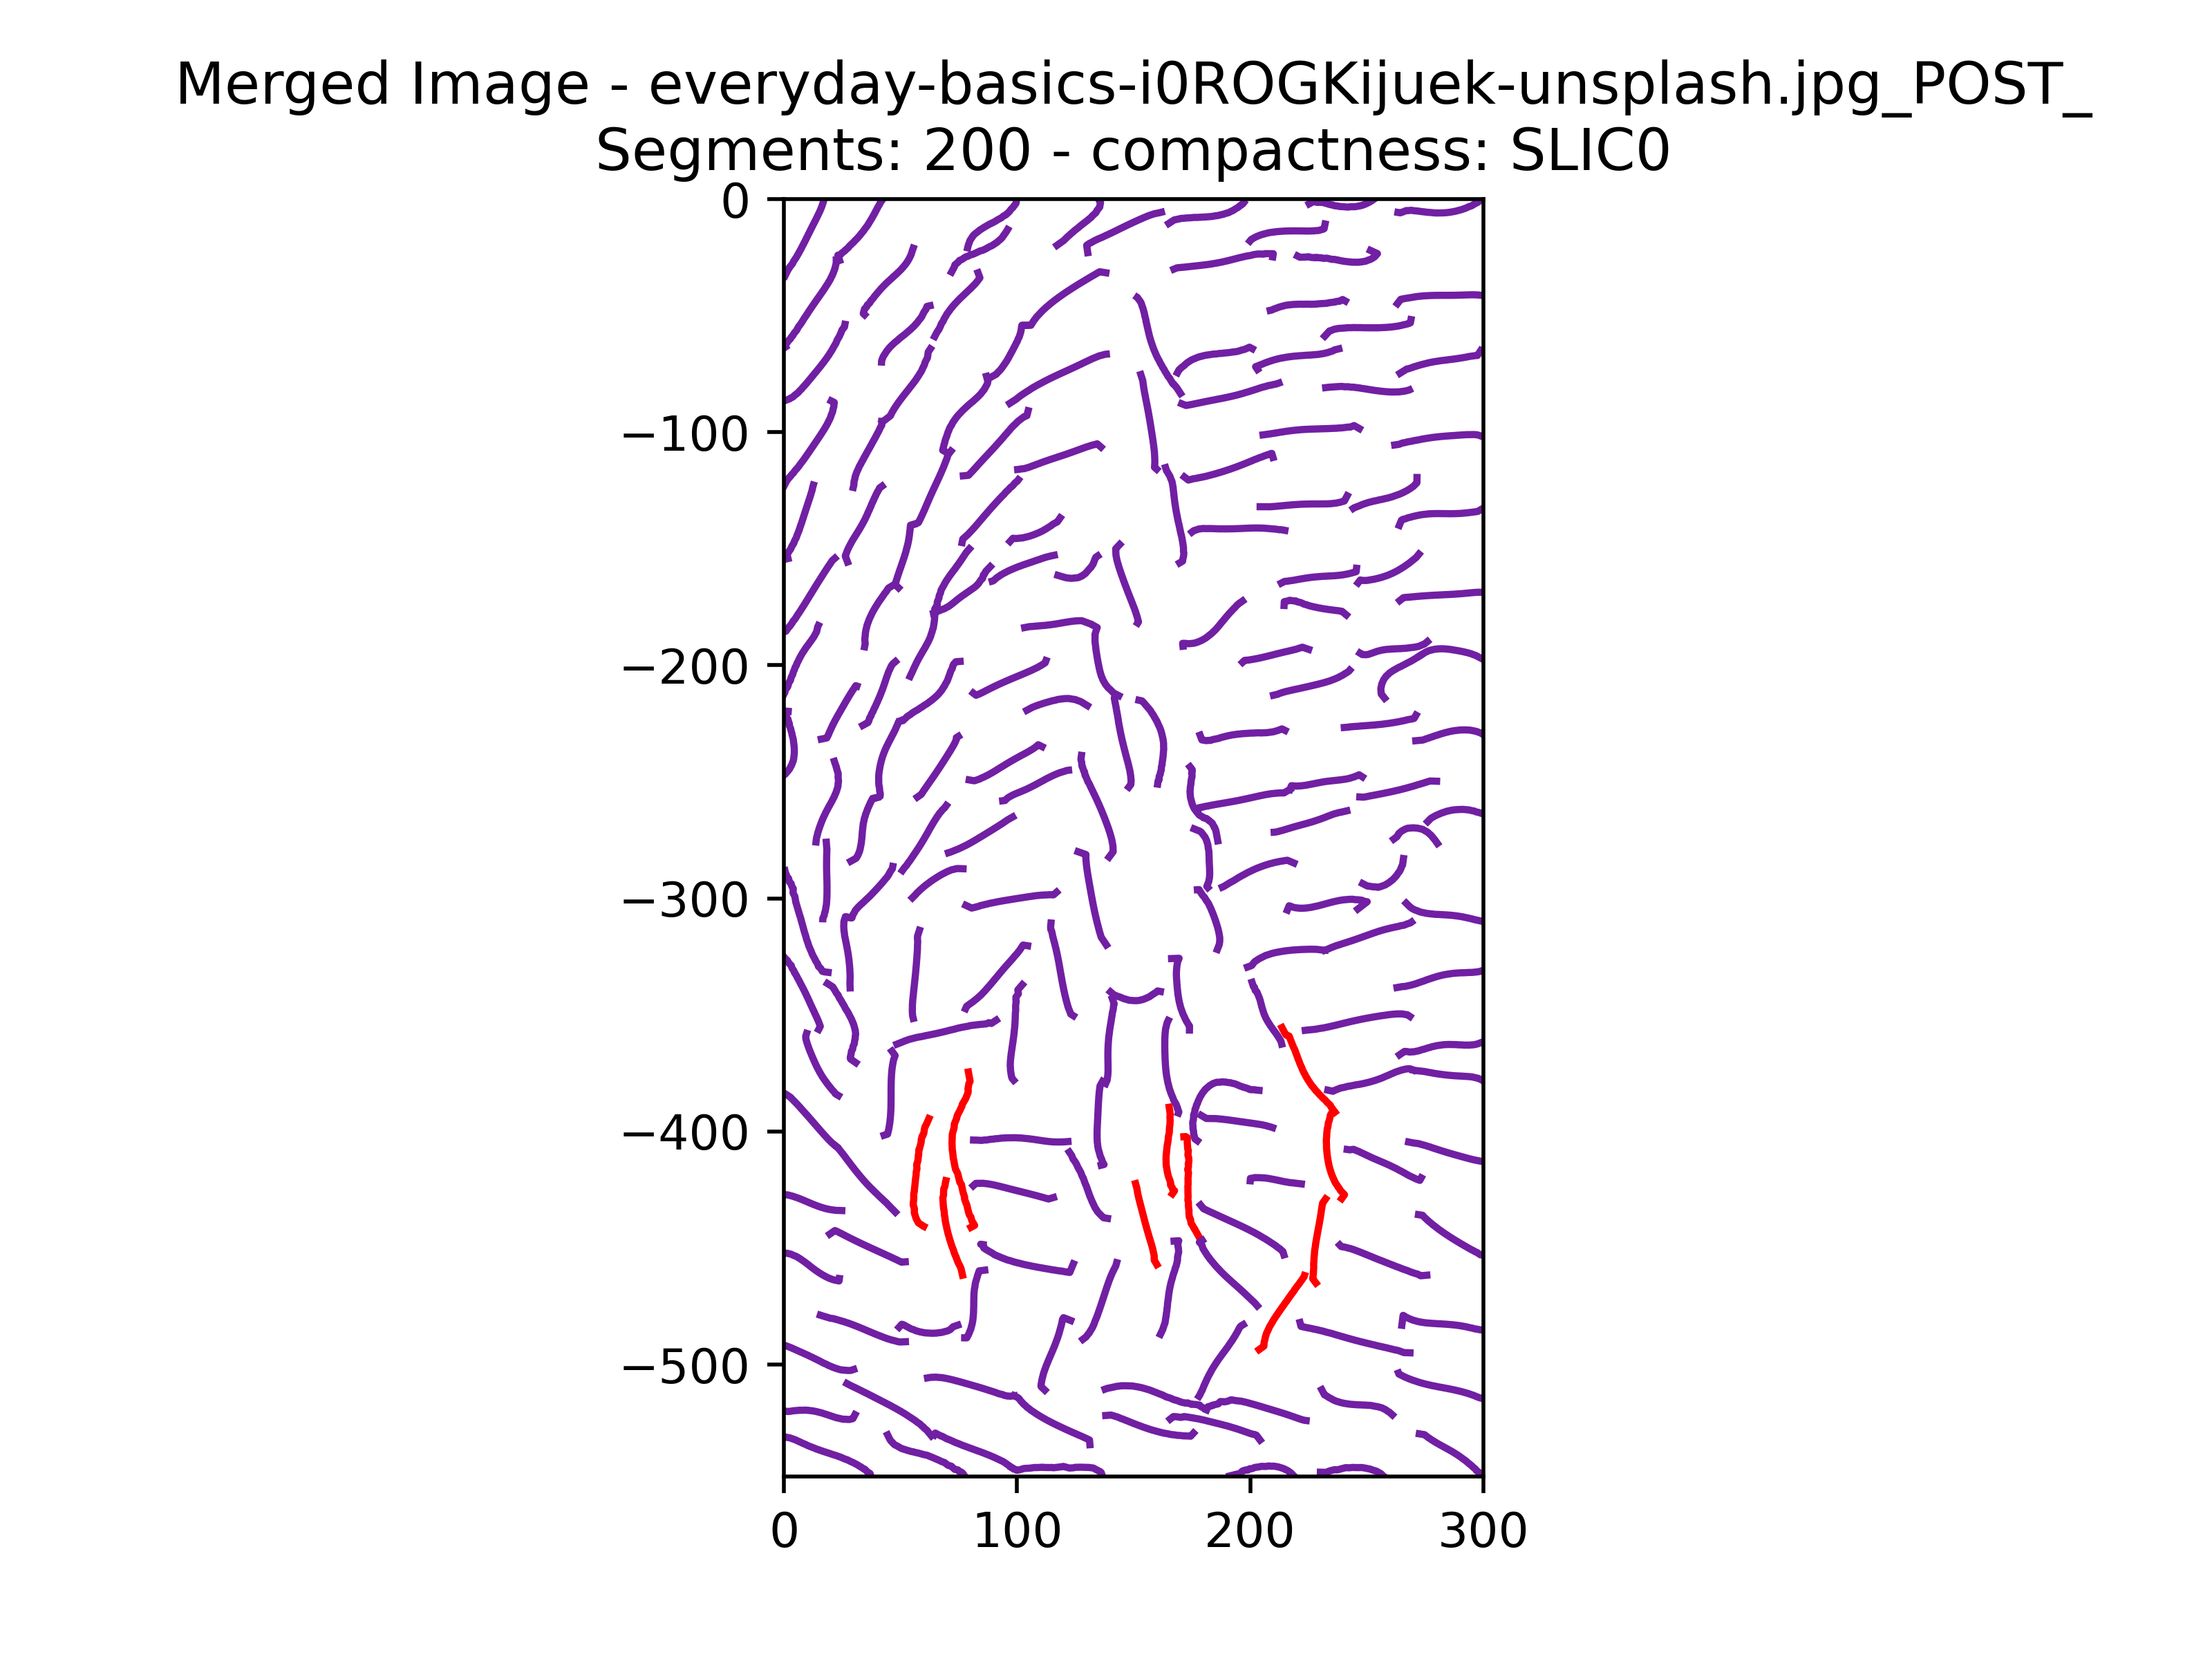 Merged Image - everyday-basics-i0ROGKijuek-unsplash.jpg_POST_
Segments: 200 - compactness: SLIC0
0
−100
−200
−300
−400
−500
0 100 200 300